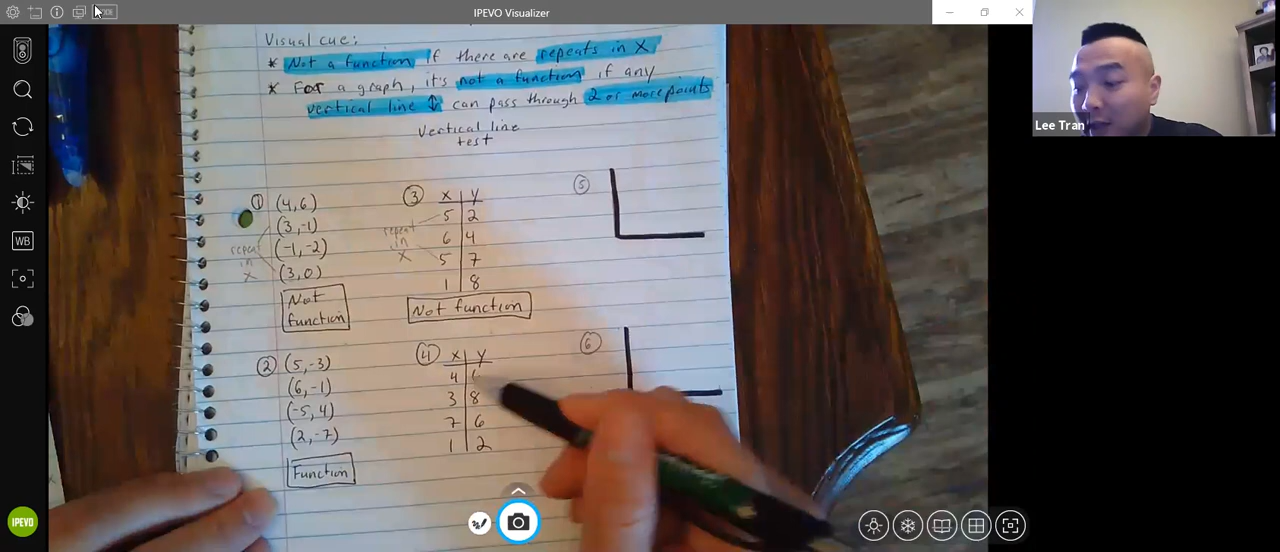 IPEVO Visualizer
Lee Tran
Visual cue:
* Not a function if there are repeats in X
* For a graph, it's not a function if any
vertical line ↕ can pass through 2 or more points
Vertical line
test
① (4,6)
(3,-1)
(-1,-2)
(3,0)
repeat
in
X
Not
function
② (5,-3)
(6,-1)
(-5,4)
(2,-7)
Function
③ X Y
5 2
6 4
5 7
1 8
repeat
in
X
Not function
④ X Y
4
3 8
7 6
1 2
⑤
⑥
WB
IPEVO